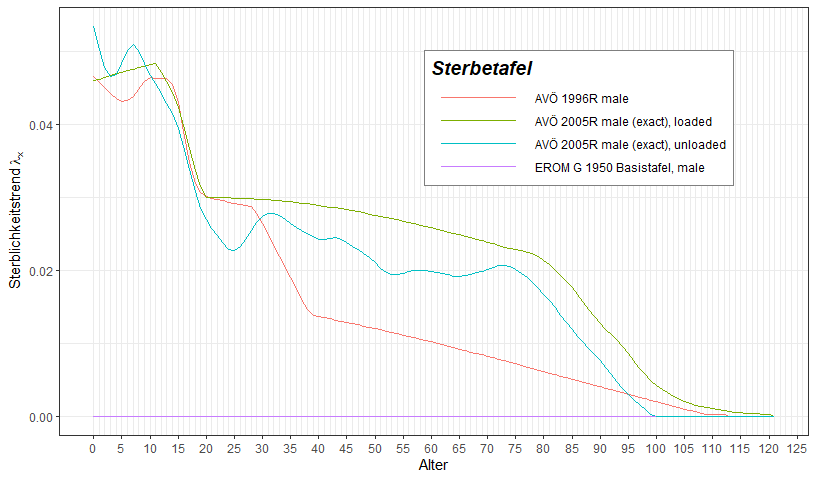 Sterbetafel
AVÖ 1996R male
AVÖ 2005R male (exact), loaded
AVÖ 2005R male (exact), unloaded
EROM G 1950 Basistafel, male
Sterblichkeitstrend λx
0.04
0.02
0.00
0 5 10 15 20 25 30 35 40 45 50 55 60 65 70 75 80 85 90 95 100 105 110 115 120 125
Alter